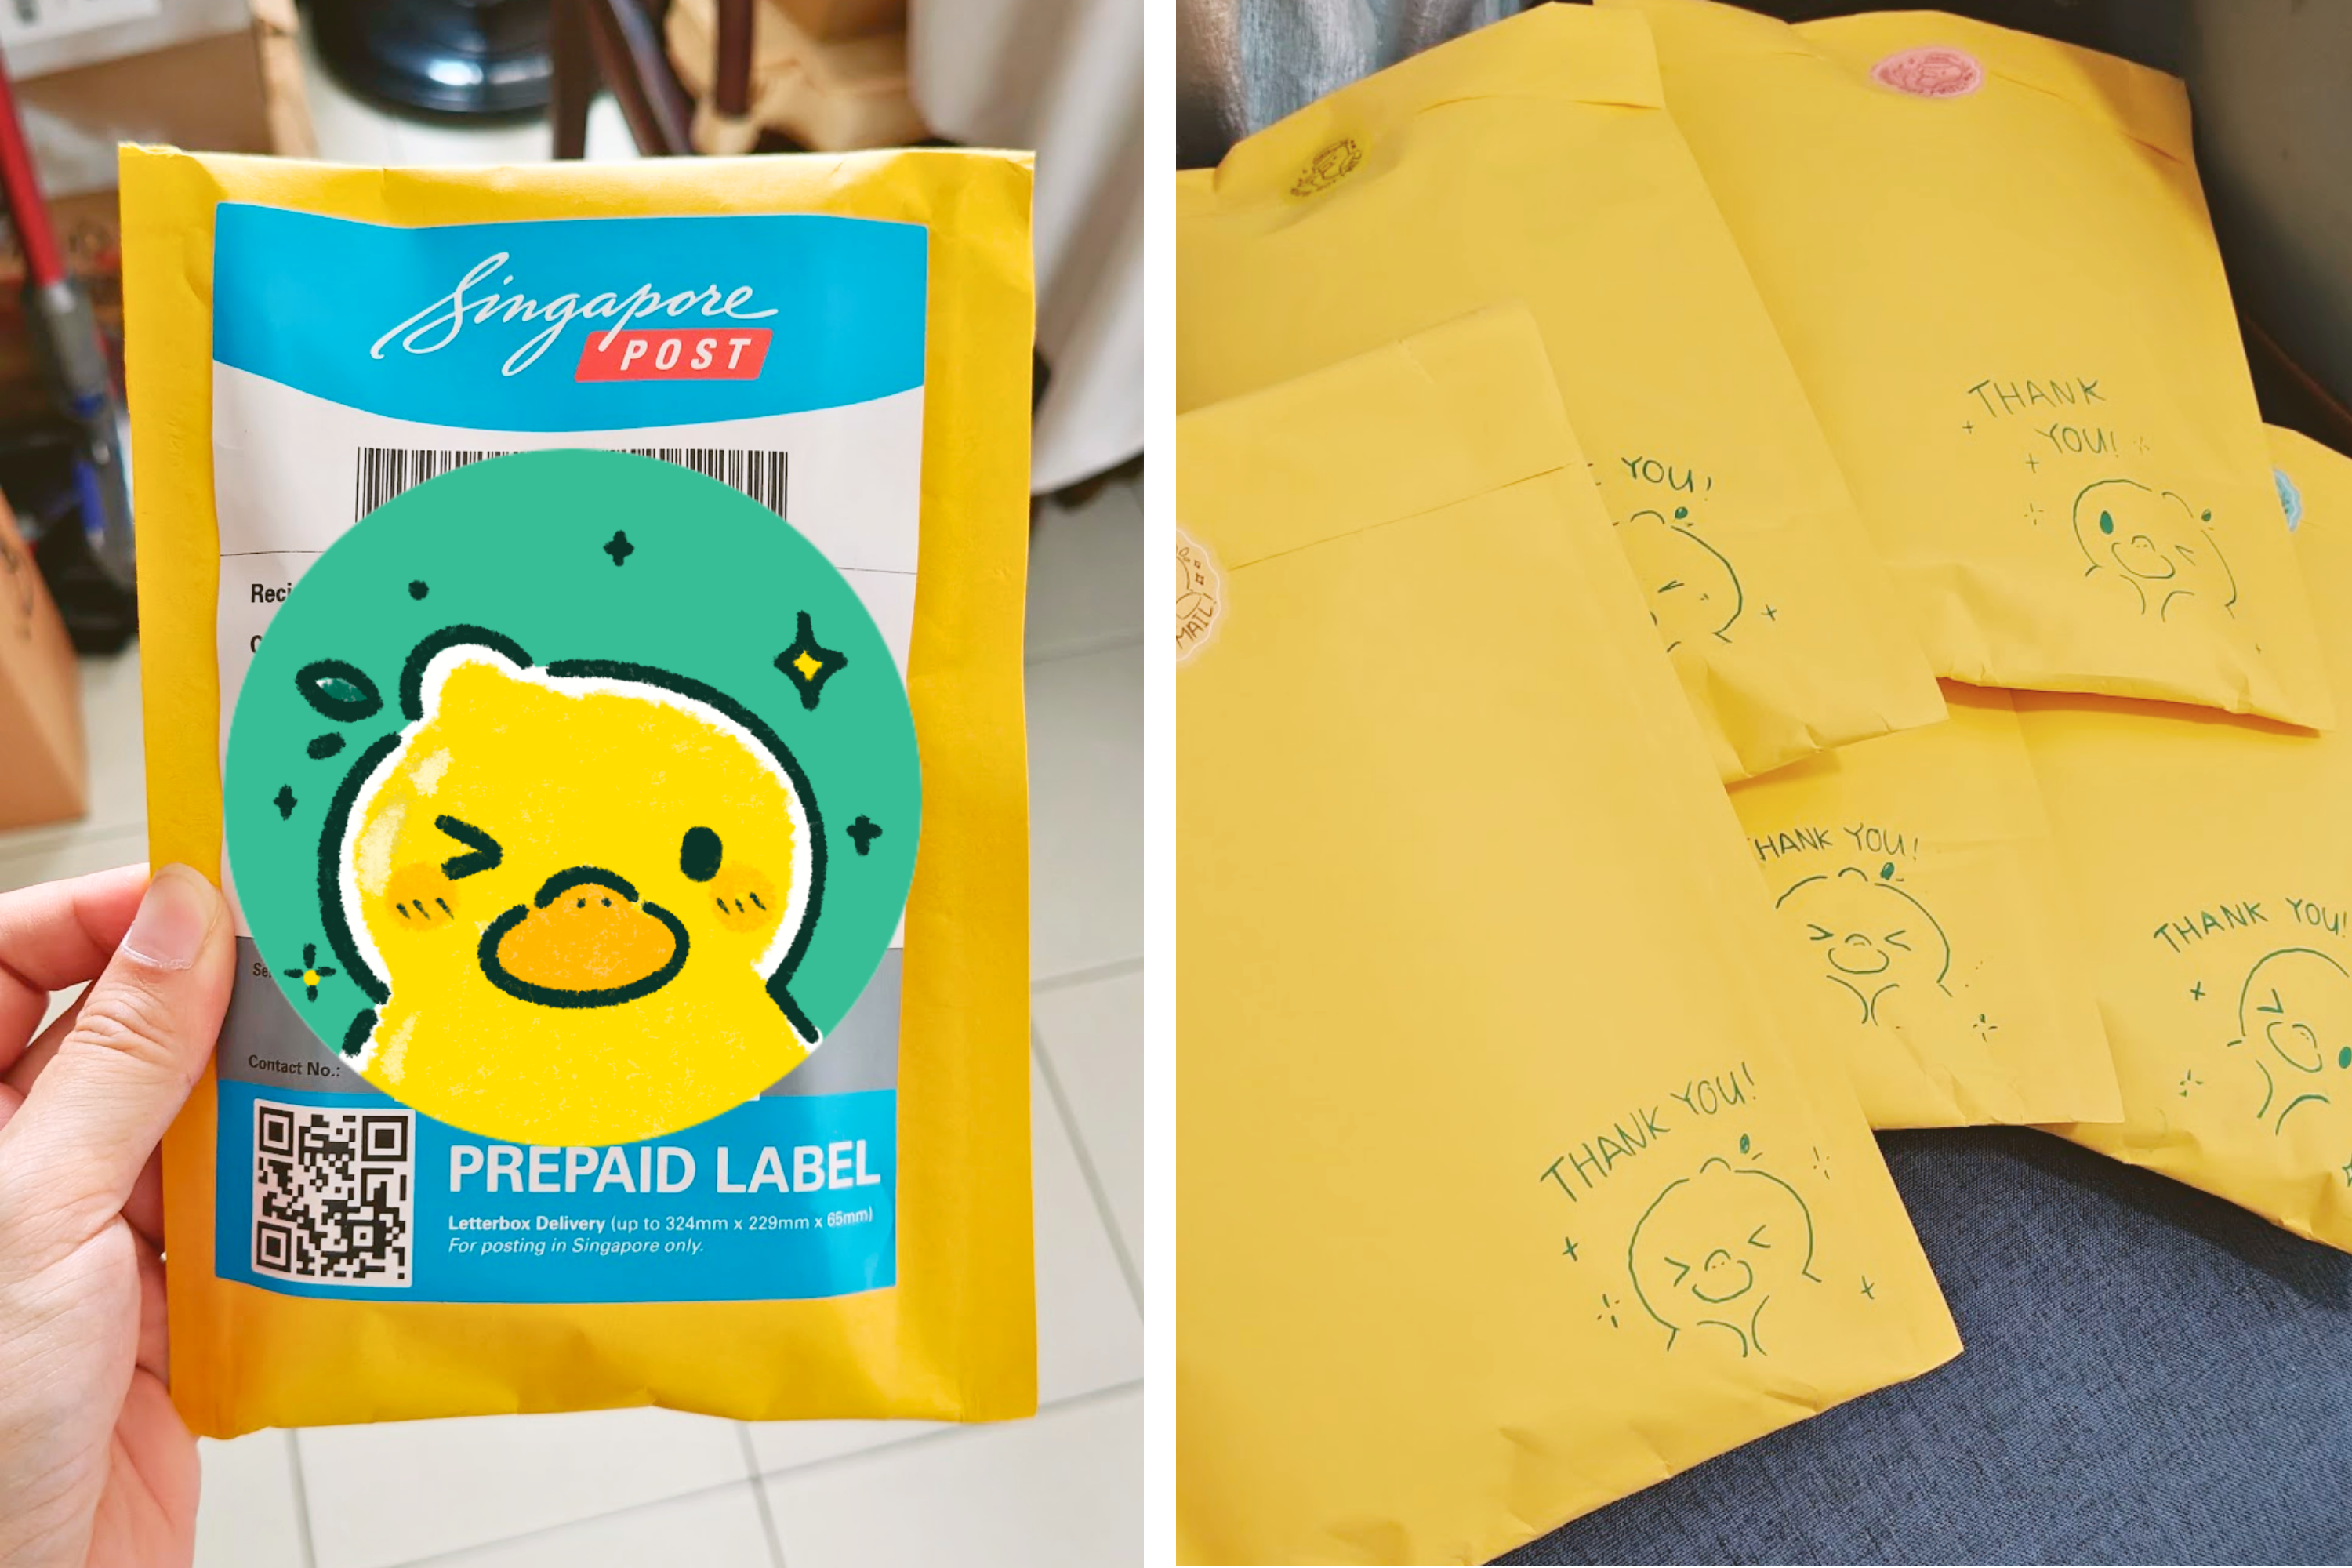 Singapore
POST
Contact No.:
PREPAID LABEL
Letterbox Delivery (up to 324mm x 229mm x 65mm)
For posting in Singapore only.
MAIL!
YOU!
THANK
YOU!
THANK YOU!
THANK YOU!
THANK YOU!